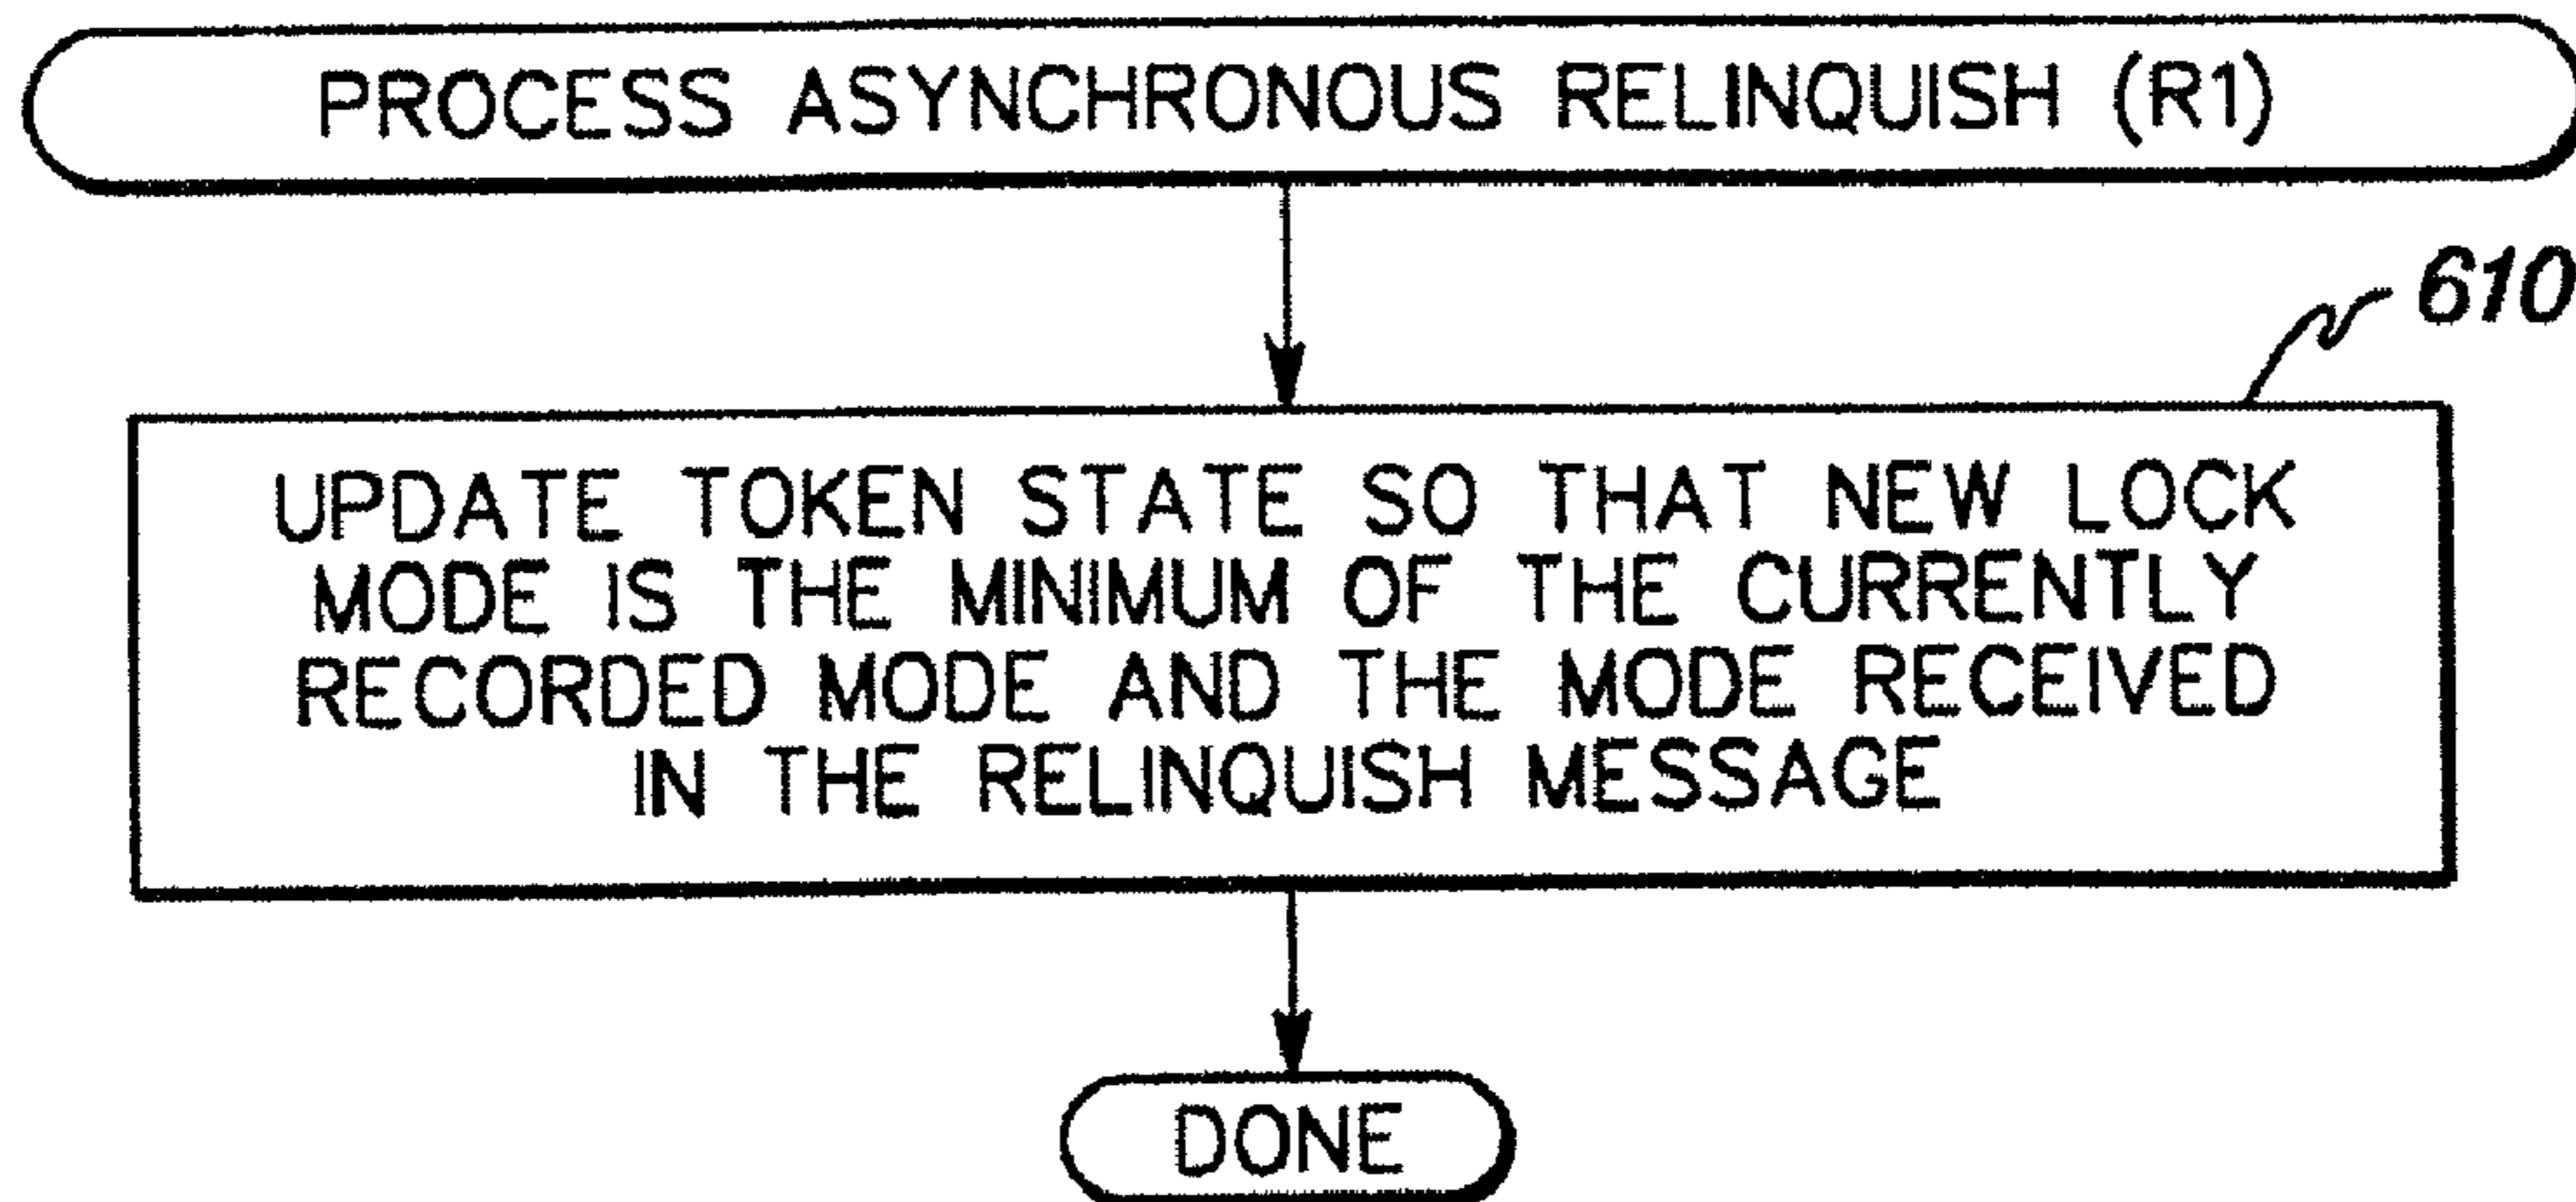 PROCESS ASYNCHRONOUS RELINQUISH (R1)
610
UPDATE TOKEN STATE SO THAT NEW LOCK
MODE IS THE MINIMUM OF THE CURRENTLY
RECORDED MODE AND THE MODE RECEIVED
IN THE RELINQUISH MESSAGE
DONE